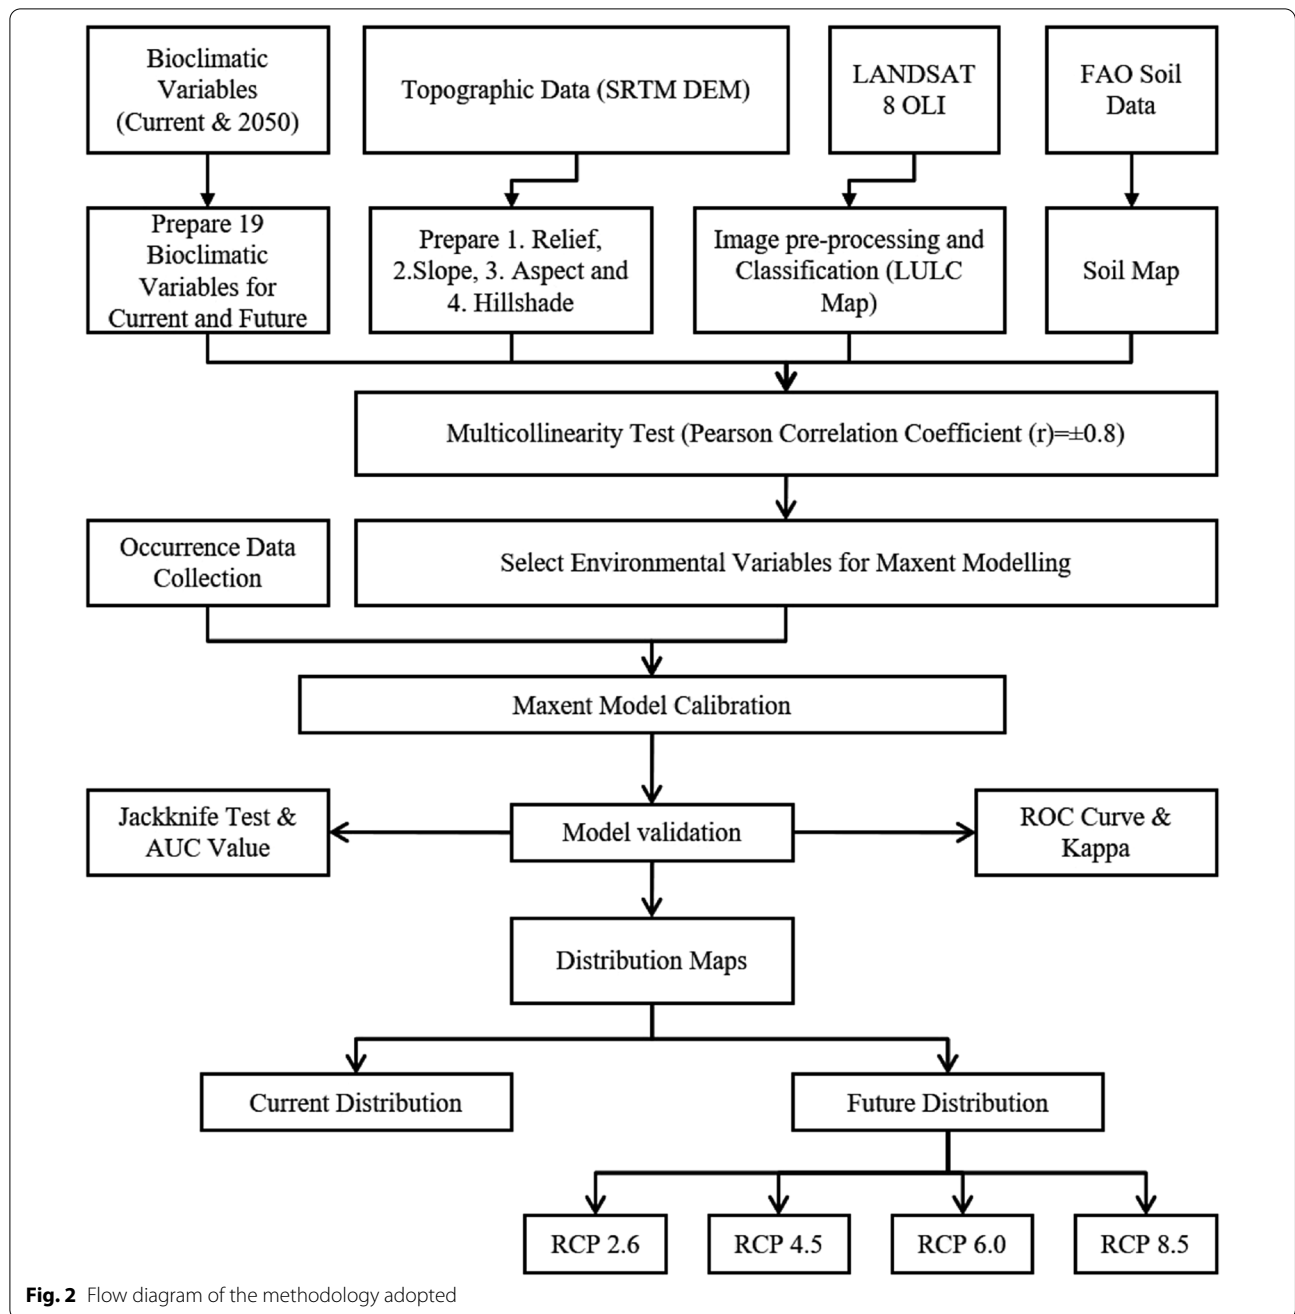 Bioclimatic
Variables
(Current & 2050)
Topographic Data (SRTM DEM)
LANDSAT
8 OLI
FAO Soil
Data
Prepare 19
Bioclimatic
Variables for
Current and Future
Prepare 1. Relief,
2.Slope, 3. Aspect and
4. Hillshade
Image pre-processing and
Classification (LULC
Map)
Soil Map
Multicollinearity Test (Pearson Correlation Coefficient (r)=±0.8)
Occurrence Data
Collection
Select Environmental Variables for Maxent Modelling
Maxent Model Calibration
Jackknife Test &
AUC Value
Model validation
ROC Curve &
Kappa
Distribution Maps
Current Distribution
Future Distribution
RCP 2.6
RCP 4.5
RCP 6.0
RCP 8.5
Fig. 2 Flow diagram of the methodology adopted